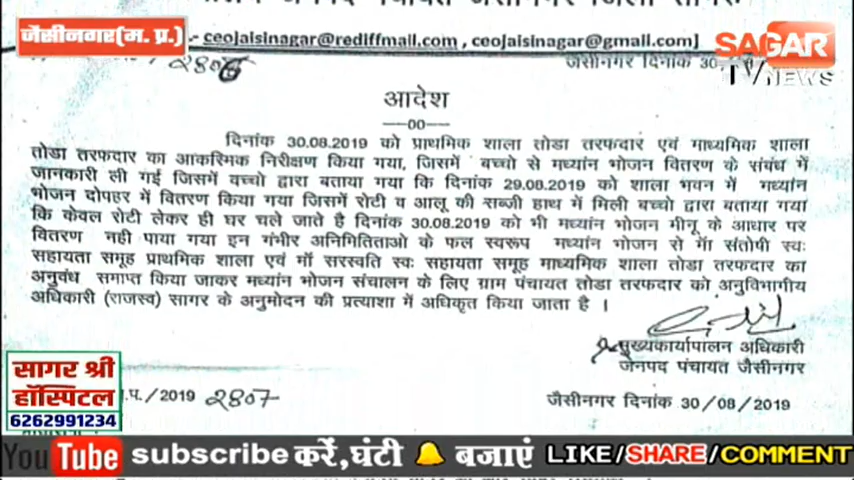 जैसीनगर(म. प्र.)
ceojaisinagar@rediffmail.com , ceojaisinagar@gmail.com]
SAGAR
TV NEWS
जैसीनगर दिनांक 30
आदेश
—00—
दिनांक 30.08.2019 को प्राथमिक शाला तोडा तरफदार एवं माध्यमिक शाला
तोडा तरफदार का आकस्मिक निरीक्षण किया गया, जिसमें बच्चो से मध्यांन भोजन वितरण के संबंध में
जानकारी ली गई जिसमें बच्चो द्वारा बताया गया कि दिनांक 29.08.2019 को शाला भवन में मध्यांन
भोजन दोपहर में वितरण किया गया जिसमें रोटी व आलू की सब्जी हाथ में मिली बच्चो द्वारा बताया गया
कि केवल रोटी लेकर ही घर चले जाते है दिनांक 30.08.2019 को भी मध्यांन भोजन मीनू के आधार पर
वितरण नही पाया गया इन गंभीर अनिमितिताओ के फल स्वरूप मध्यांन भोजन से मॅा संतोपी स्वः
सहायता समूह प्राथमिक शाला एवं मॉ सरस्वति स्वः सहायता समूह माध्यमिक शाला तोडा तरफदार का
अनुवंध समाप्त किया जाकर मध्यांन भोजन संचालन के लिए ग्राम पंचायत तोडा तरफदार को अनुविभागीय
अधिकारी (राजस्व) सागर के अनुमोदन की प्रत्याशा में अधिकृत किया जाता है ।
मुख्यकार्यपालन अधिकारी
जनपद पंचायत जैसीनगर
सागर श्री
हॉस्पिटल
6262991234
.प./2019 2807
जैसीनगर दिनांक 30/08/2019
You Tube subscribe करें,घंटी 🔔 बजाएं LIKE/SHARE/COMMENT